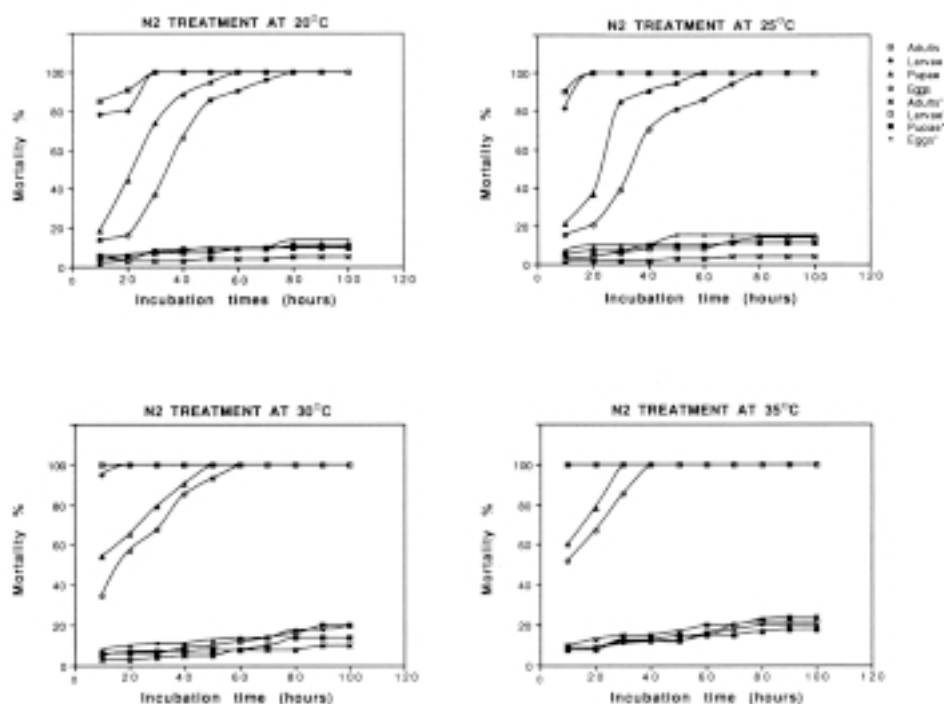 N2 TREATMENT AT 20°C
Mortality %
100
80
60
40
20
0
0 20 40 60 80 100 120
Incubation times (hours)
N2 TREATMENT AT 25°C
Mortality %
100
80
60
40
20
0
0 20 40 60 80 100 120
Incubation time (hours)
Adults
Larvae
Pupae
Eggs
Adults*
Larvae*
Pupae*
Eggs*
N2 TREATMENT AT 30°C
Mortality %
100
80
60
40
20
0
0 20 40 60 80 100 120
Incubation time (hours)
N2 TREATMENT AT 35°C
Mortality %
100
80
60
40
20
0
0 20 40 60 80 100 120
Incubation time (hours)